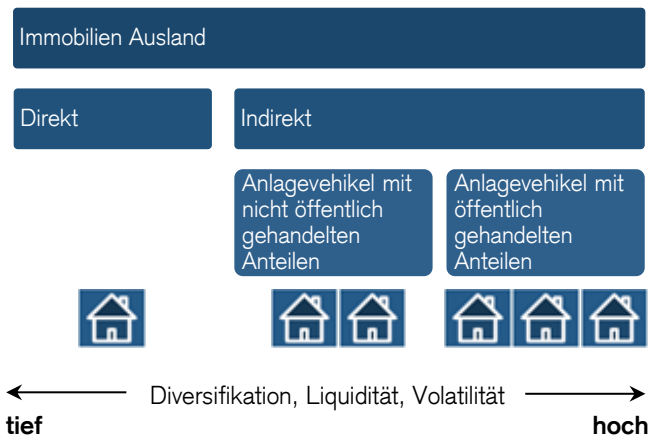 Immobilien Ausland
Direkt
Indirekt
Anlagevehikel mit
nicht öffentlich
gehandelten
Anteilen
Anlagevehikel mit
öffentlich
gehandelten
Anteilen
Diversifikation, Liquidität, Volatilität
tief
hoch